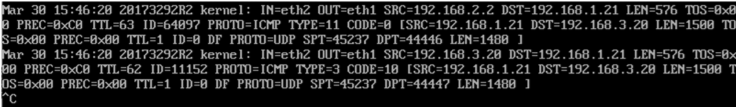 Mar 30 15:46:20 20173292R2 kernel: IN=eth2 OUT=eth1 SRC=192.168.2.2 DST=192.168.1.21 LEN=576 TOS=0x0
0 PREC=0xC0 TTL=63 ID=64097 PROTO=ICMP TYPE=11 CODE=0 [SRC=192.168.1.21 DST=192.168.3.20 LEN=1500 TO
S=0x00 PREC=0x00 TTL=1 ID=0 DF PROTO=UDP SPT=45237 DPT=44446 LEN=1480 ]
Mar 30 15:46:20 20173292R2 kernel: IN=eth2 OUT=eth1 SRC=192.168.3.20 DST=192.168.1.21 LEN=576 TOS=0x
00 PREC=0xC0 TTL=62 ID=11152 PROTO=ICMP TYPE=3 CODE=10 [SRC=192.168.1.21 DST=192.168.3.20 LEN=1500 T
OS=0x00 PREC=0x00 TTL=1 ID=0 DF PROTO=UDP SPT=45237 DPT=44447 LEN=1480 ]
^C